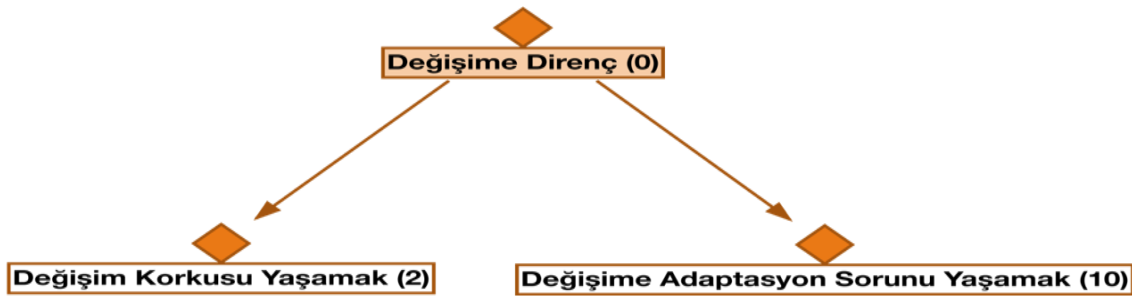 Değişime Direnç (0)
Değişim Korkusu Yaşamak (2)
Değişime Adaptasyon Sorunu Yaşamak (10)